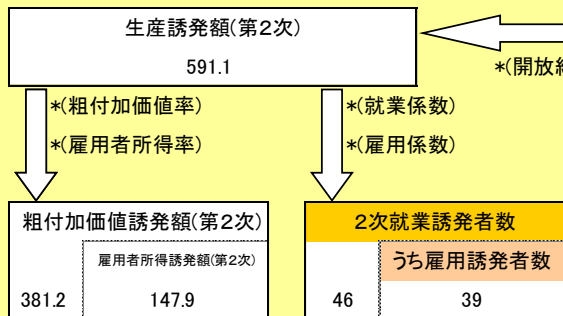 生産誘発額(第2次)
591.1
*(開放経
*(粗付加価値率)
*(雇用者所得率)
*(就業係数)
*(雇用係数)
粗付加価値誘発額(第2次)
雇用者所得誘発額(第2次)
381.2
147.9
2次就業誘発者数
うち雇用誘発者数
46
39